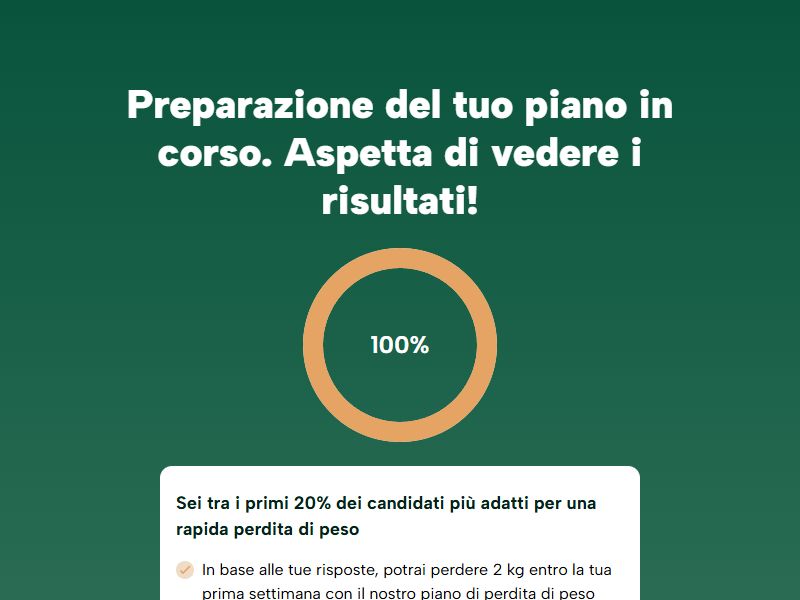 Preparazione del tuo piano in
corso. Aspetta di vedere i
risultati!
100%
Sei tra i primi 20% dei candidati più adatti per una
rapida perdita di peso
In base alle tue risposte, potrai perdere 2 kg entro la tua
prima settimana con il nostro piano di perdita di peso